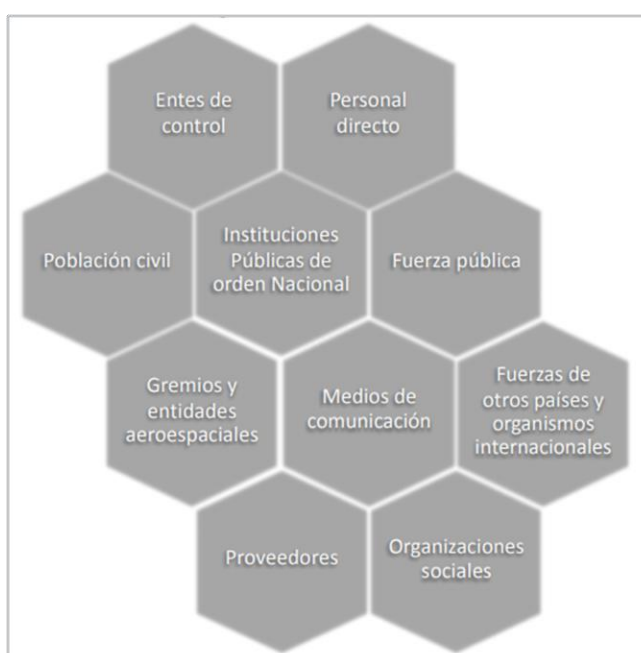 Entes de
control
Personal
directo
Población civil
Instituciones
Públicas de
orden Nacional
Fuerza pública
Gremios y
entidades
aeroespaciales
Medios de
comunicación
Fuerzas de
otros países y
organismos
internacionales
Proveedores
Organizaciones
sociales